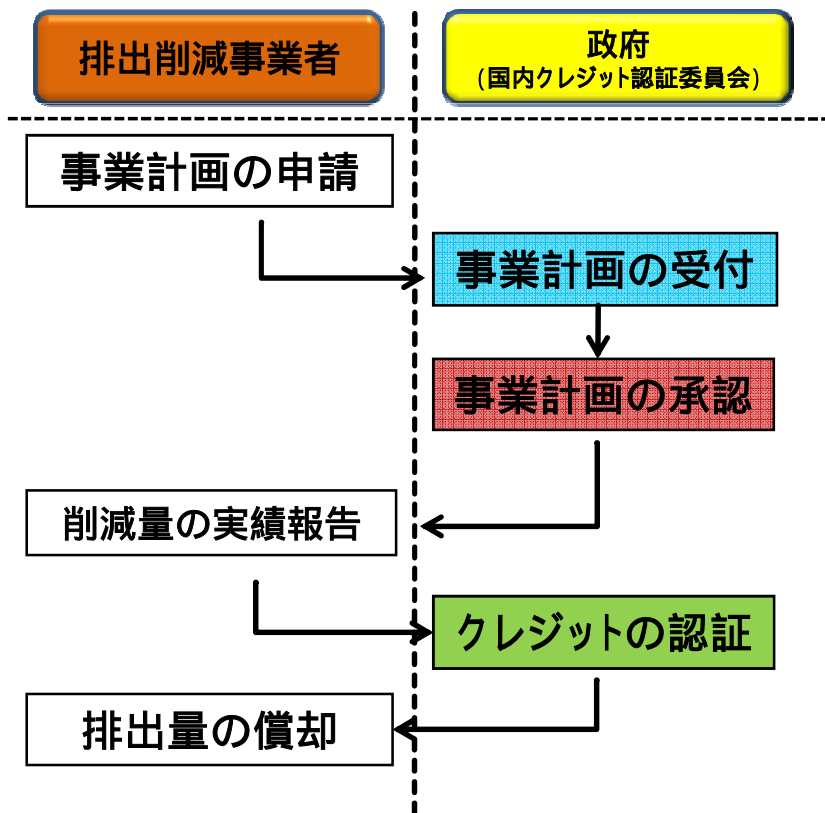 排出削減事業者
政府
（国内クレジット認証委員会）
事業計画の申請
事業計画の受付
事業計画の承認
削減量の実績報告
クレジットの認証
排出量の償却